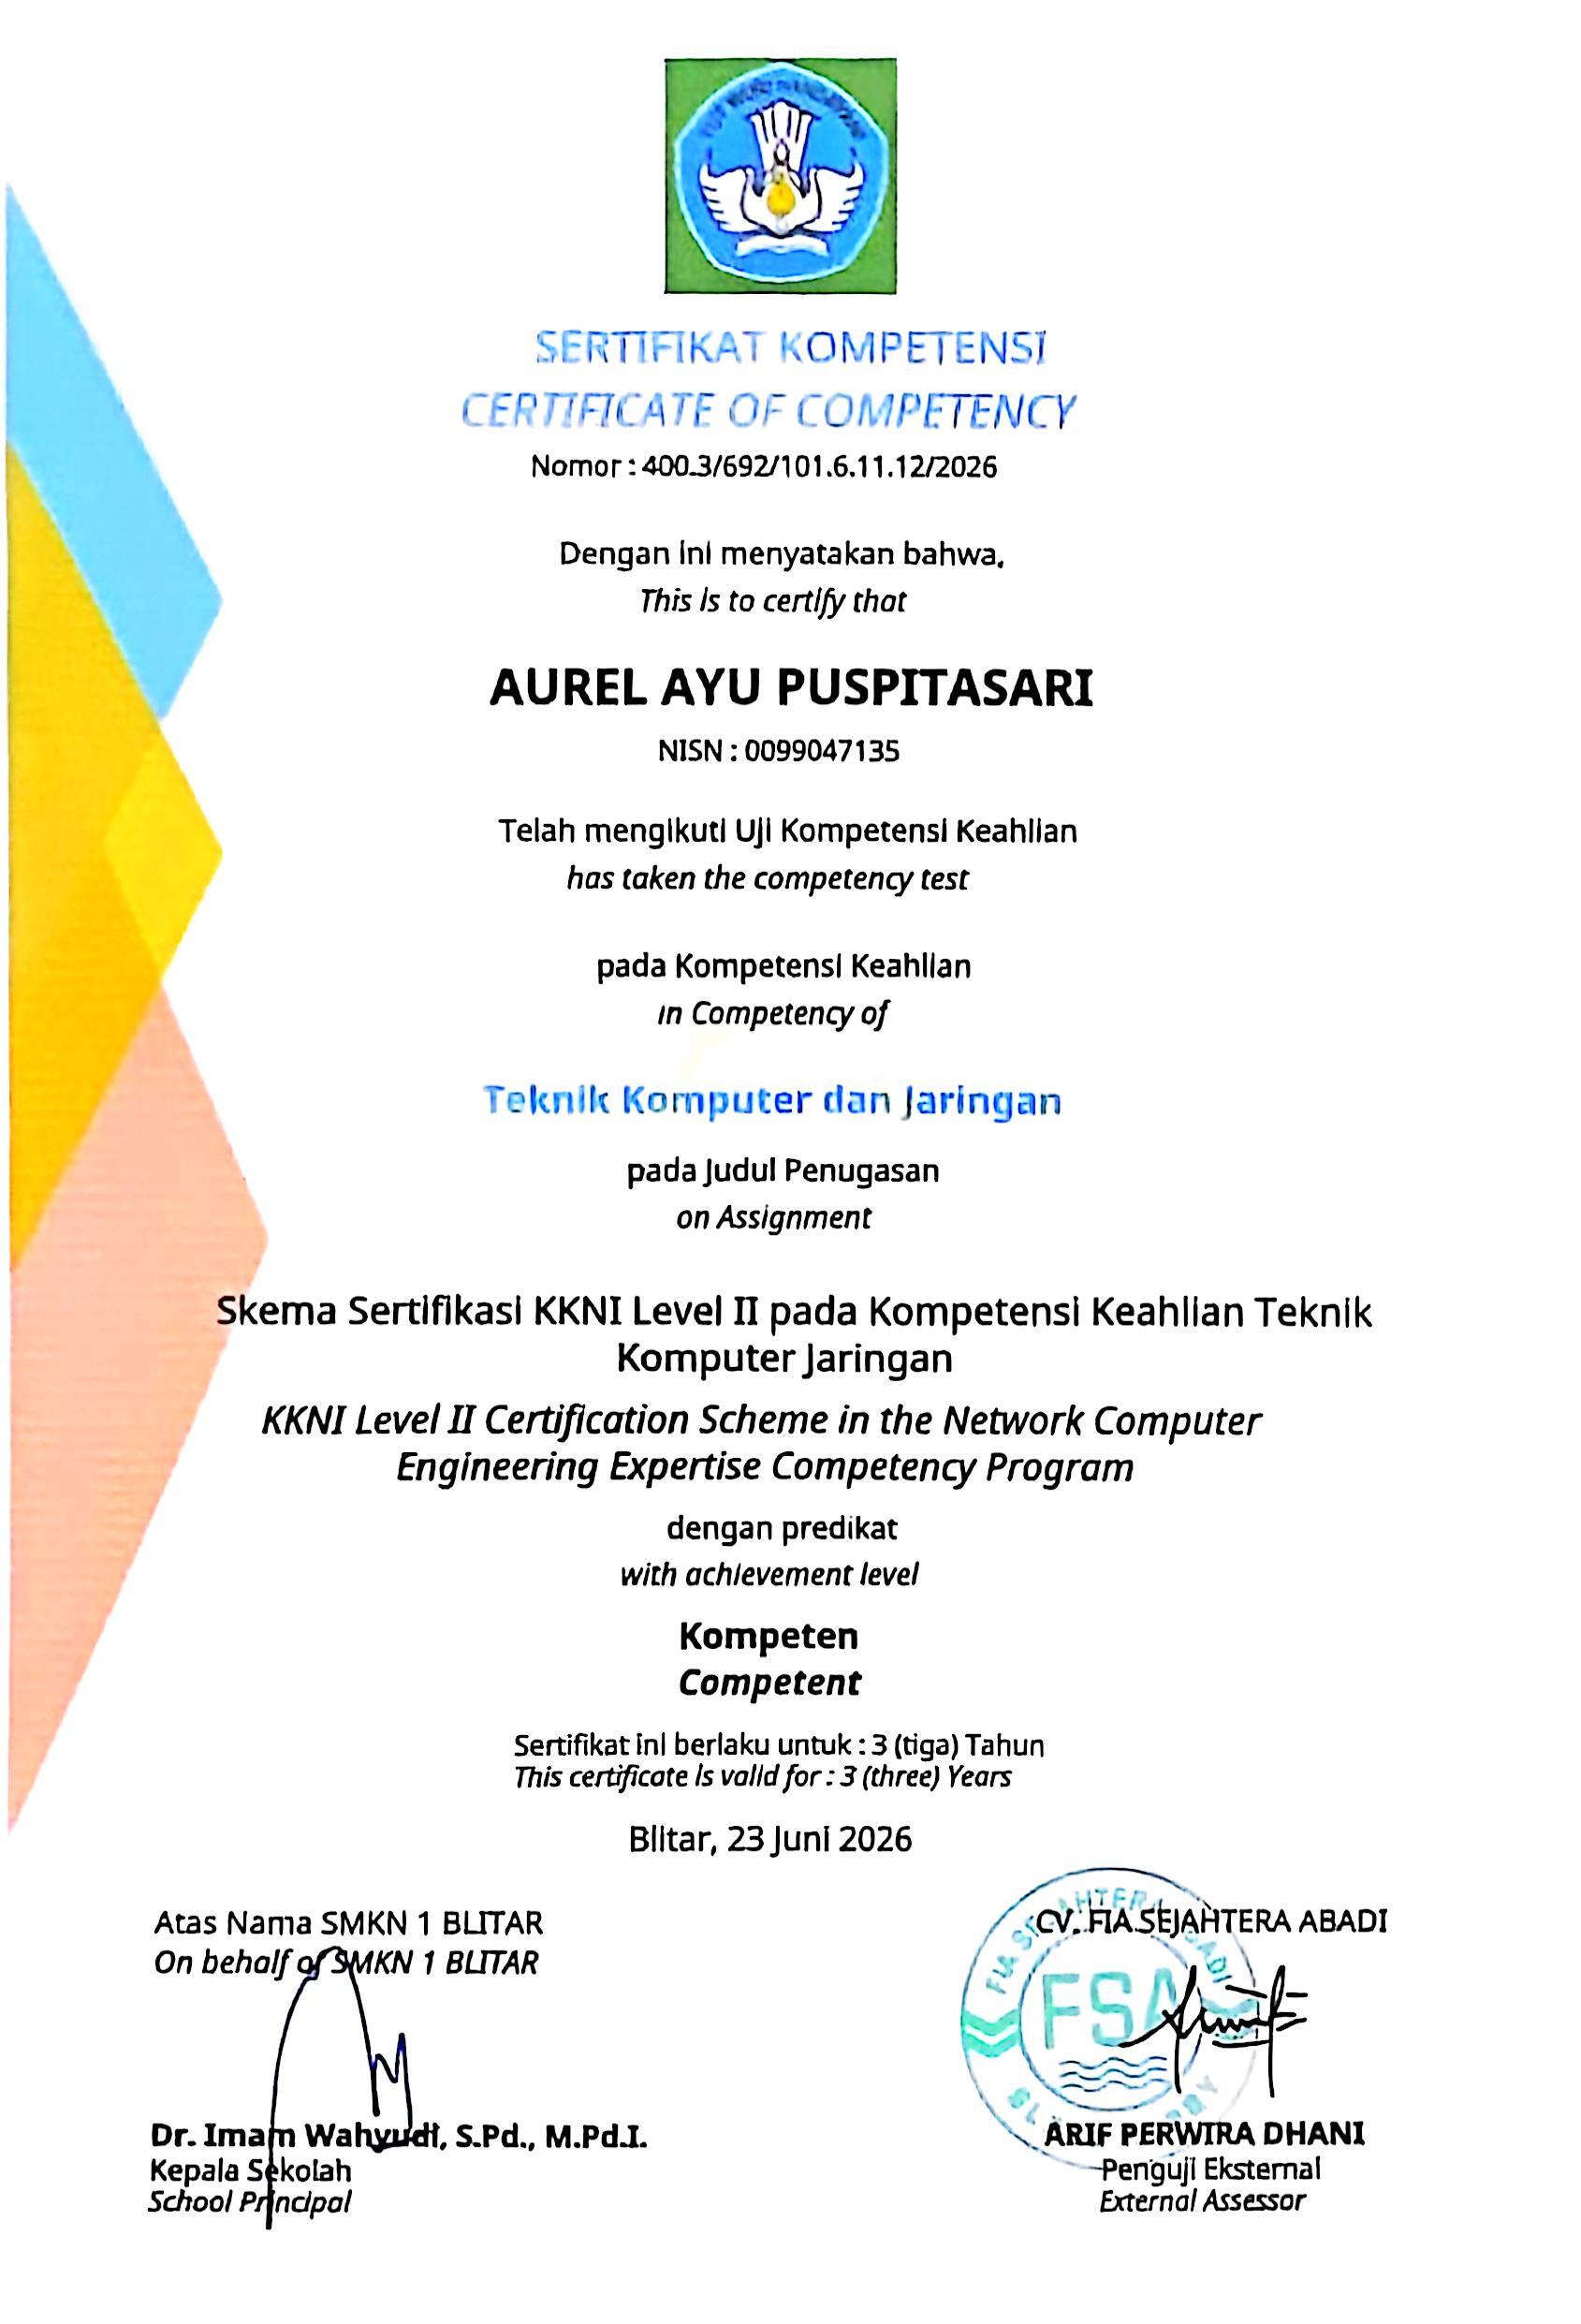 SERTIFIKAT KOMPETENSI
CERTIFICATE OF COMPETENCY
Nomor : 400.3/692/101.6.11.12/2026
Dengan ini menyatakan bahwa,
This is to certify that
AUREL AYU PUSPITASARI
NISN : 0099047135
Telah mengikuti Uji Kompetensi Keahlian
has taken the competency test
pada Kompetensi Keahlian
in Competency of
Teknik Komputer dan Jaringan
pada Judul Penugasan
on Assignment
Skema Sertifikasi KKNI Level II pada Kompetensi Keahlian Teknik
Komputer Jaringan
KKNI Level II Certification Scheme in the Network Computer
Engineering Expertise Competency Program
dengan predikat
with achievement level
Kompeten
Competent
Sertifikat ini berlaku untuk : 3 (tiga) Tahun
This certificate is valid for : 3 (three) Years
Blitar, 23 Juni 2026
Atas Nama SMKN 1 BLITAR
On behalf of SMKN 1 BLITAR
Dr. Imam Wahyudi, S.Pd., M.Pd.I.
Kepala Sekolah
School Principal
CV. FIA SEJAHTERA ABADI
FSA
ARIF PERWIRA DHANI
Penguji Eksternal
External Assessor